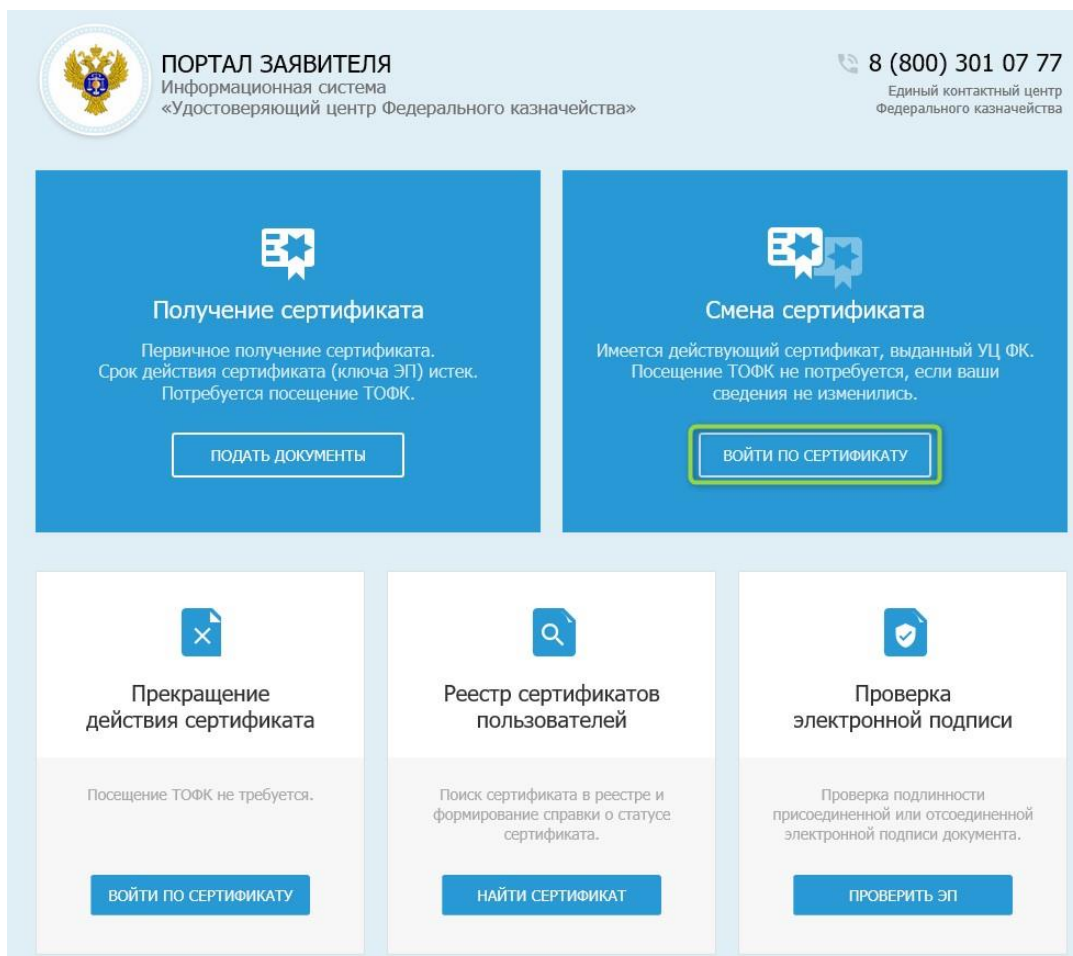 ПОРТАЛ ЗАЯВИТЕЛЯ
Информационная система
«Удостоверяющий центр Федерального казначейства»
8 (800) 301 07 77
Единый контактный центр
Федерального казначейства
Получение сертификата
Первичное получение сертификата.
Срок действия сертификата (ключа ЭП) истек.
Потребуется посещение ТОФК.
ПОДАТЬ ДОКУМЕНТЫ
Смена сертификата
Имеется действующий сертификат, выданный УЦ ФК.
Посещение ТОФК не потребуется, если ваши
сведения не изменились.
ВОЙТИ ПО СЕРТИФИКАТУ
Прекращение
действия сертификата
Посещение ТОФК не требуется.
ВОЙТИ ПО СЕРТИФИКАТУ
Реестр сертификатов
пользователей
Поиск сертификата в реестре и
формирование справки о статусе
сертификата.
НАЙТИ СЕРТИФИКАТ
Проверка
электронной подписи
Проверка подлинности
присоединенной или отсоединенной
электронной подписи документа.
ПРОВЕРИТЬ ЭП